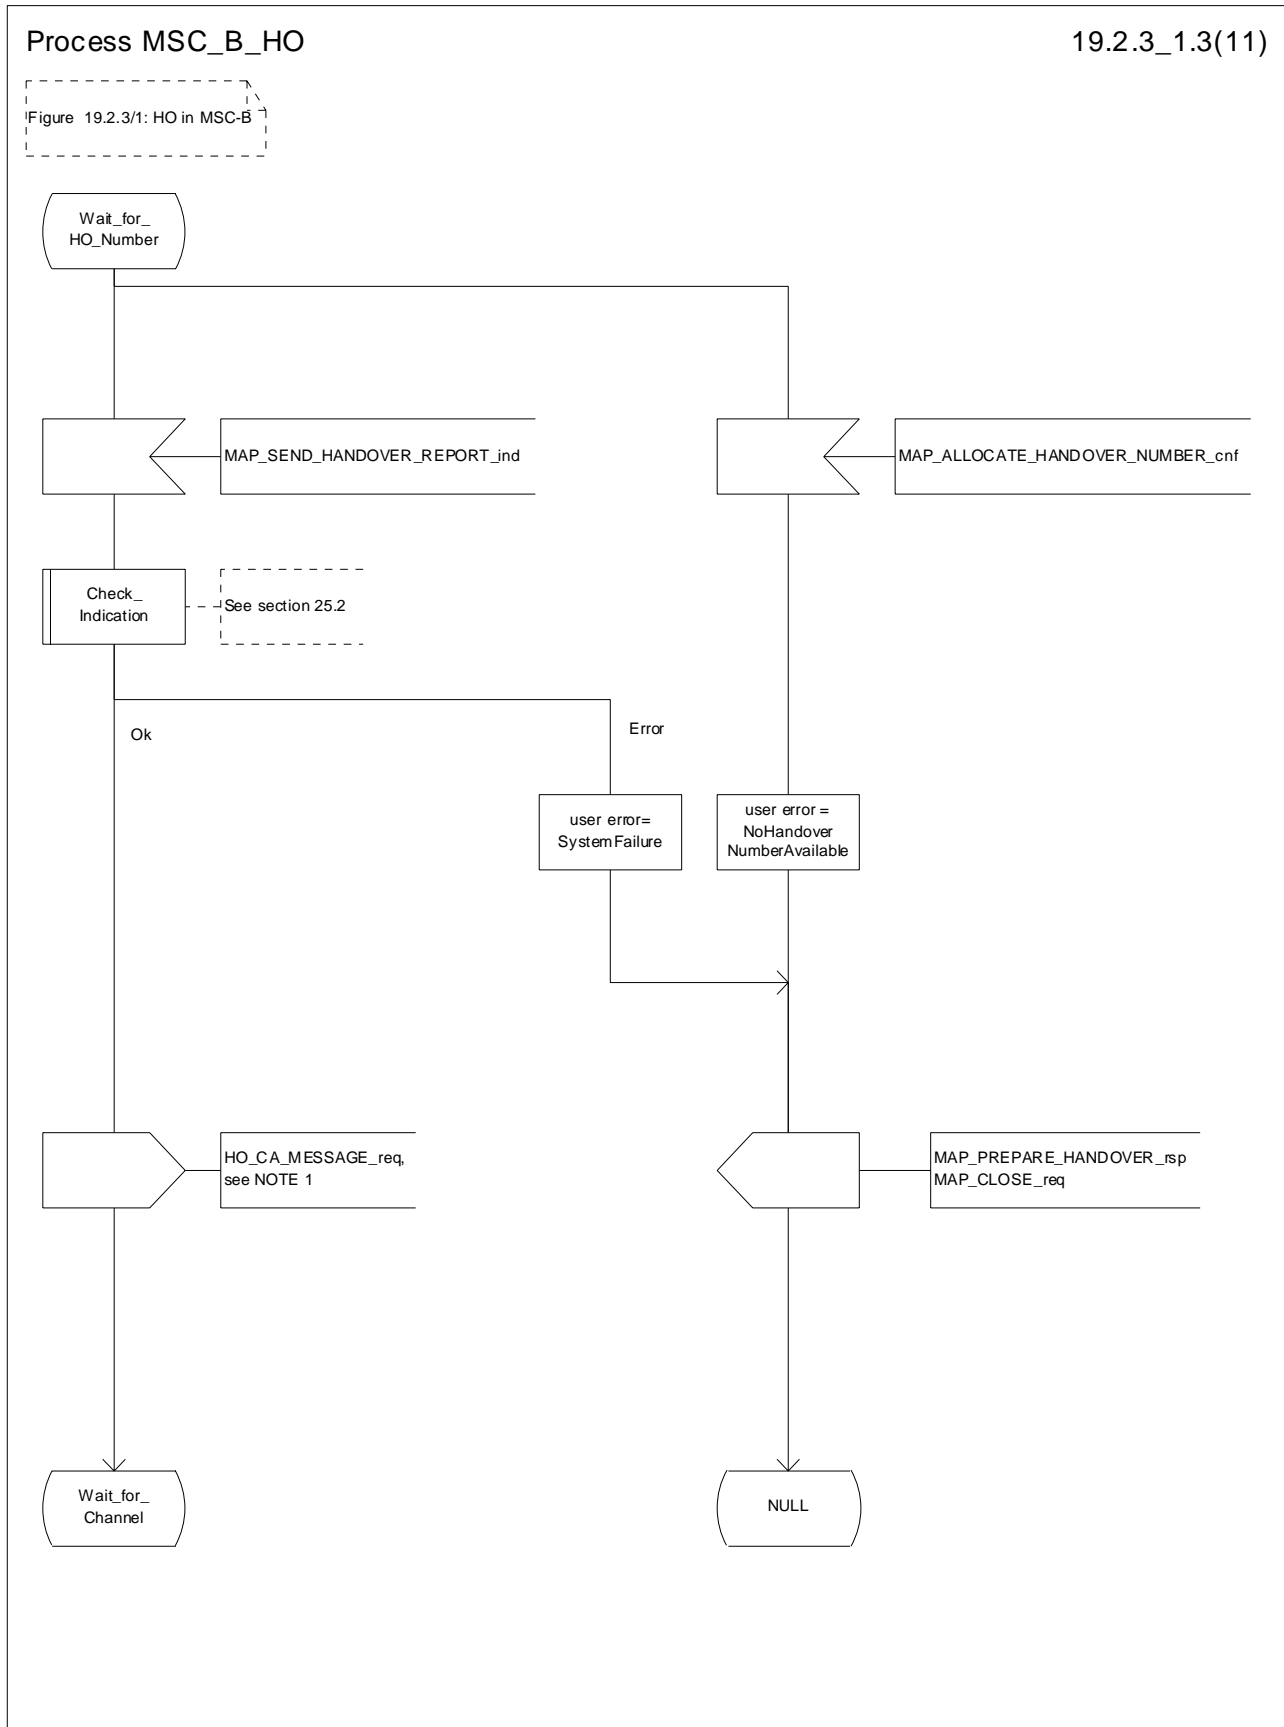 Process MSC_B_HO
19.2.3_1.3(11)
Figure 19.2.3/1: HO in MSC-B
Wait_for_
HO_Number
MAP_SEND_HANDOVER_REPORT_ind
MAP_ALLOCATE_HANDOVER_NUMBER_cnf
Check_
Indication
See section 25.2
Ok
Error
user error=
SystemFailure
user error =
NoHandover
NumberAvailable
HO_CA_MESSAGE_req,
see NOTE 1
MAP_PREPARE_HANDOVER_rsp
MAP_CLOSE_req
Wait_for_
Channel
NULL